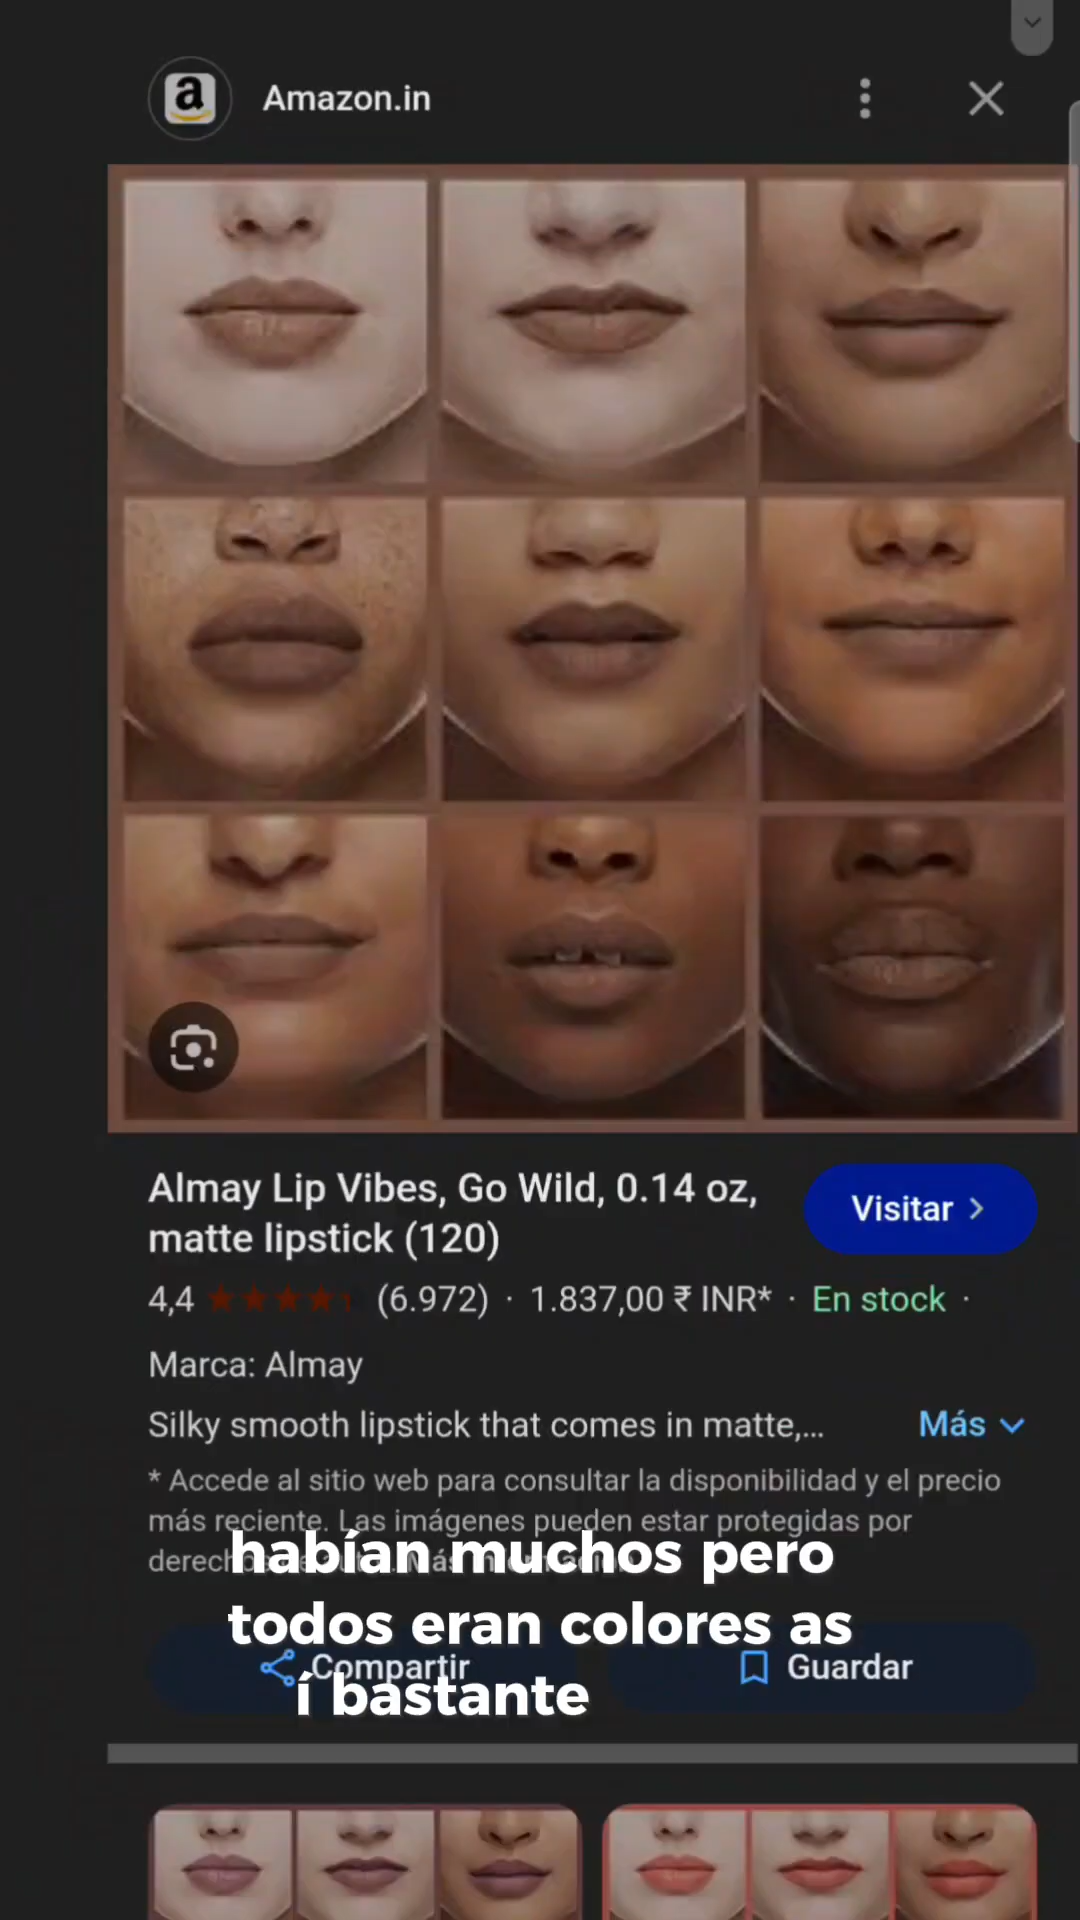 Amazon.in
Almay Lip Vibes, Go Wild, 0.14 oz,
matte lipstick (120)
Visitar
4,4 (6.972) · 1.837,00 ₹ INR* · En stock ·
Marca: Almay
Silky smooth lipstick that comes in matte,...
Más
* Accede al sitio web para consultar la disponibilidad y el precio
más reciente. Las imágenes pueden estar protegidas por
habían muchos pero
todos eran colores as
í bastante
Compartir
Guardar